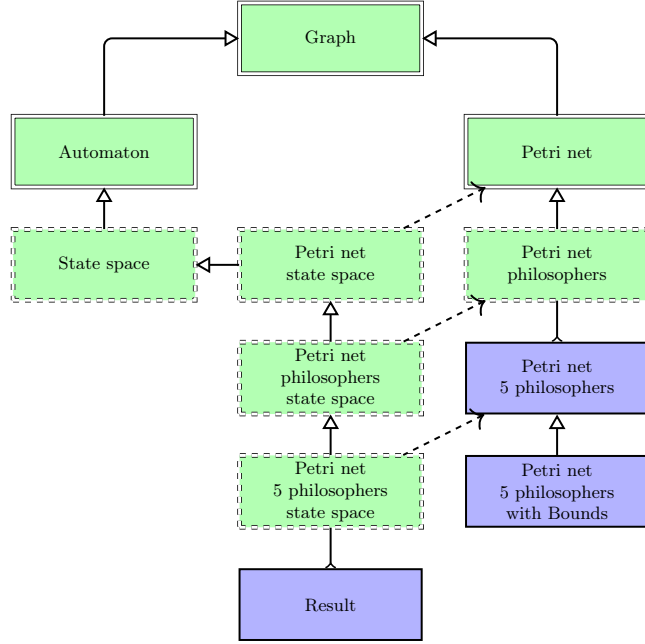 Graph
Automaton
Petri net
State space
Petri net
state space
Petri net
philosophers
Petri net
philosophers
state space
Petri net
5 philosophers
Petri net
5 philosophers
state space
Petri net
5 philosophers
with Bounds
Result